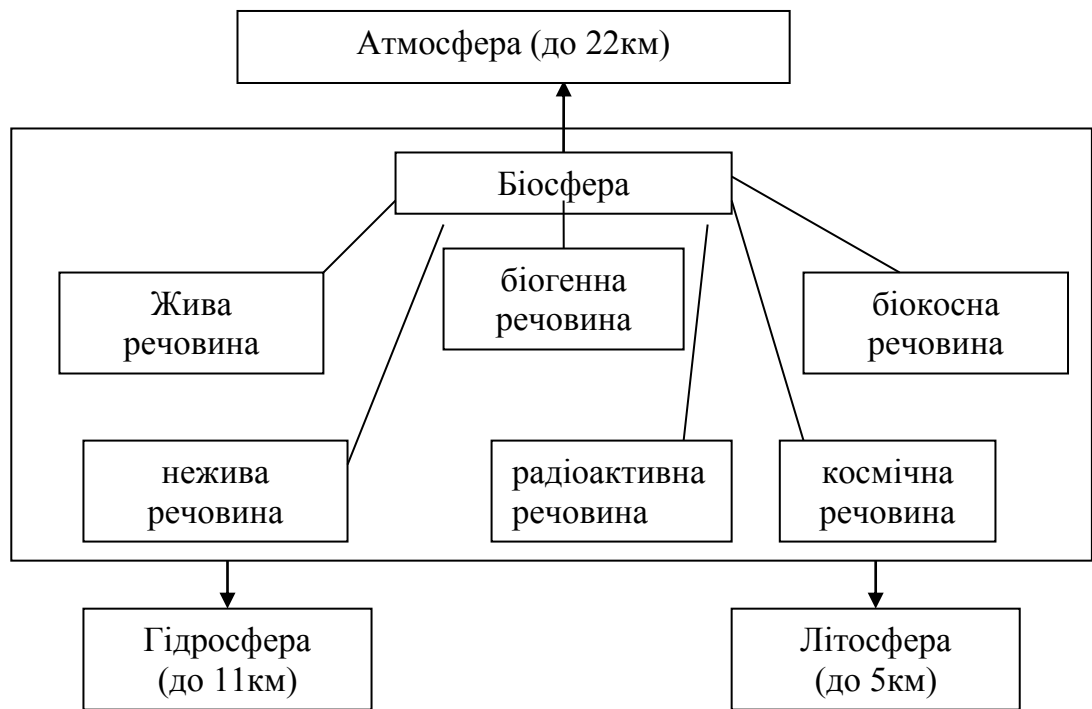 Атмосфера (до 22км)
Біосфера
Жива
речовина
біогенна
речовина
біокосна
речовина
нежива
речовина
радіоактивна
речовина
космічна
речовина
Гідросфера
(до 11км)
Літосфера
(до 5км)